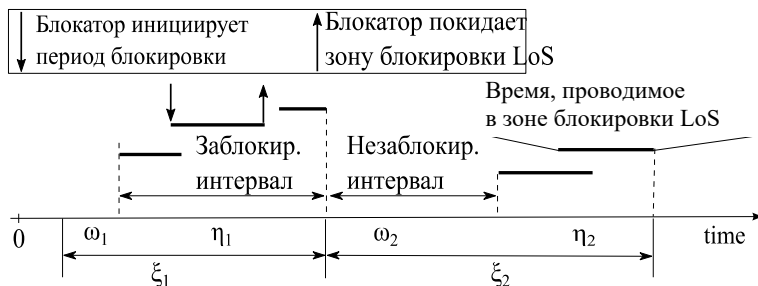 Блокатор инициирует
период блокировки
Блокатор покидает
зону блокировки LoS
Время, проводимое
в зоне блокировки LoS
Заблокир.
интервал
Незаблокир.
интервал
0
ω1
η1
ω2
η2
time
ξ1
ξ2